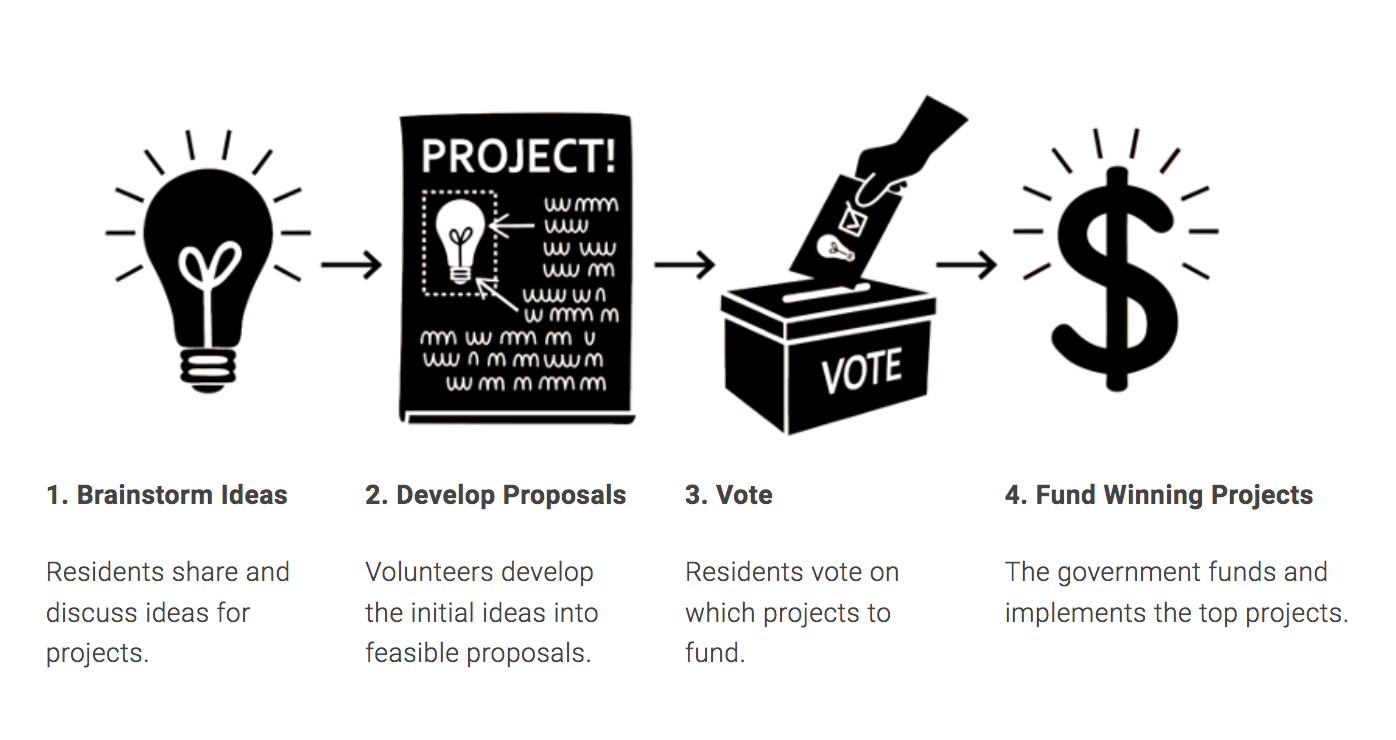 PROJECT!
VOTE
1. Brainstorm Ideas
Residents share and
discuss ideas for
projects.
2. Develop Proposals
Volunteers develop
the initial ideas into
feasible proposals.
3. Vote
Residents vote on
which projects to
fund.
4. Fund Winning Projects
The government funds and
implements the top projects.